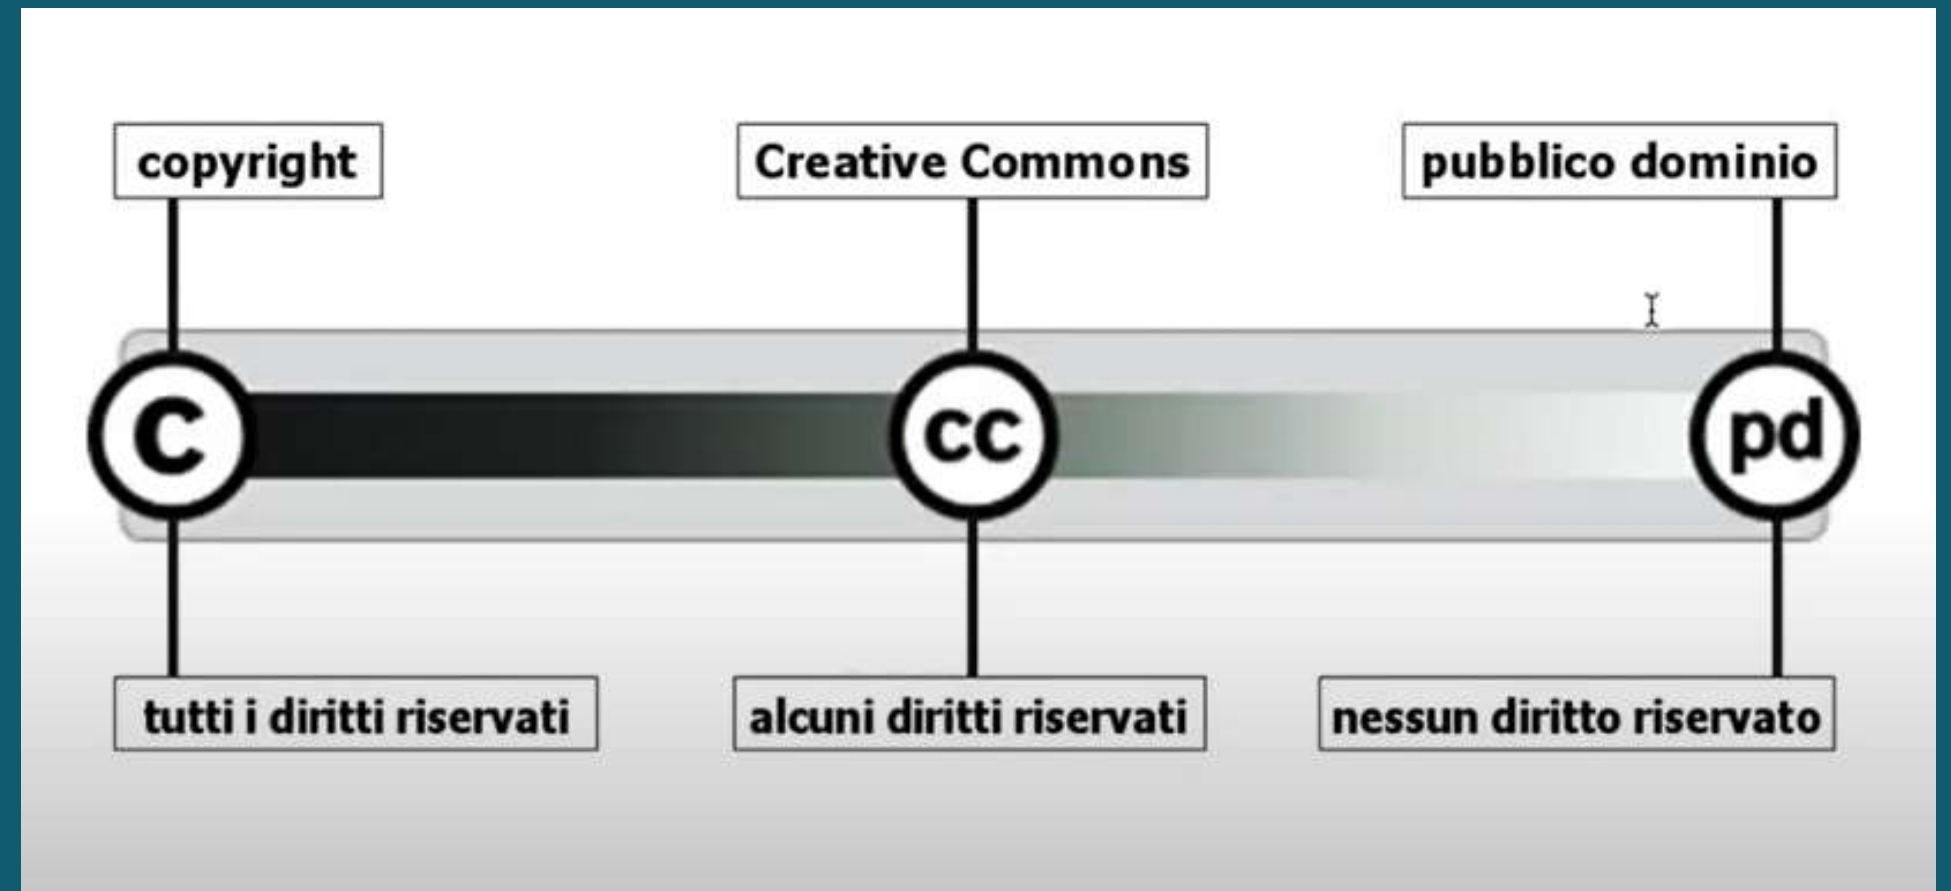 copyright
Creative Commons
pubblico dominio
C
cc
pd
tutti i diritti riservati
alcuni diritti riservati
nessun diritto riservato